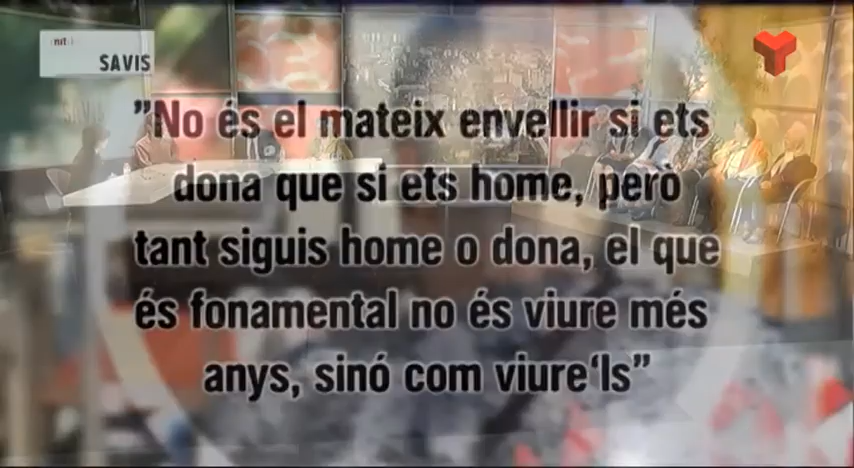 nit
SAVIS
"No és el mateix envellir si ets
dona que si ets home, però
tant siguis home o dona, el que
és fonamental no és viure més
anys, sinó com viure'ls"